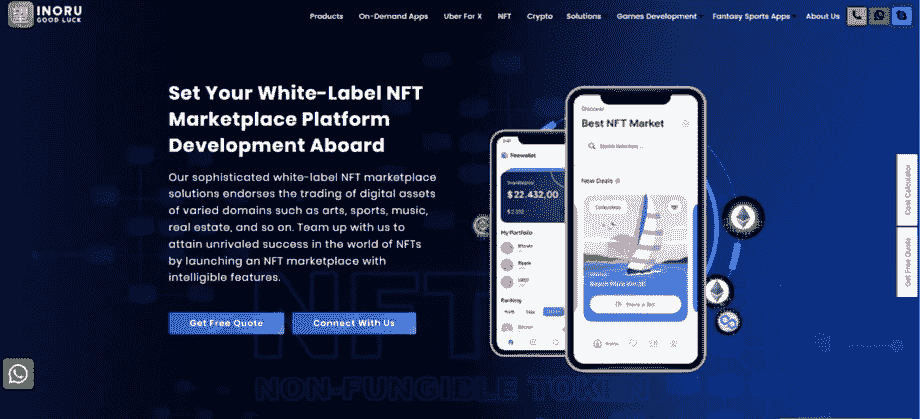 INORU
GOOD LUCK
Products On-Demand Apps Uber For X NFT Crypto Solutions Games Development Fantasy Sports Apps About Us
Set Your White-Label NFT
Marketplace Platform
Development Aboard
Our sophisticated white-label NFT marketplace
solutions endorses the trading of digital assets
of varied domains such as arts, sports, music,
real estate, and so on. Team up with us to
attain unrivaled success in the world of NFTs
by launching an NFT marketplace with
intelligible features.
Get Free Quote Connect With Us
$22.432,00
My Portfolio
Ranking
Discover
Best NFT Market
New Deals
Cost Calculator
Get Free Quote
NFT
NON-FUNGIBLE TOKEN